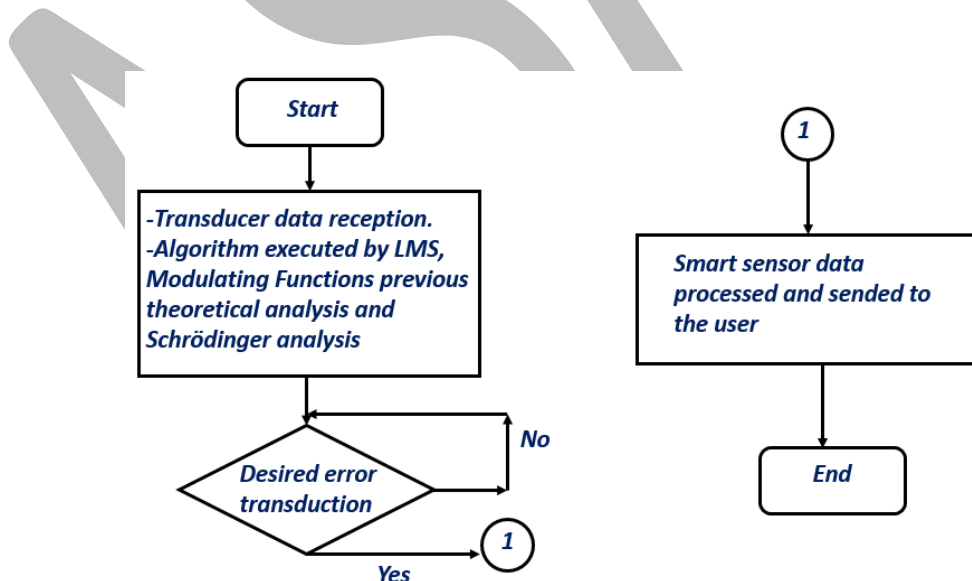 Start
-Transducer data reception.
-Algorithm executed by LMS,
Modulating Functions previous
theoretical analysis and
Schrödinger analysis
Desired error
transduction
No
Yes
1
1
Smart sensor data
processed and sended to
the user
End